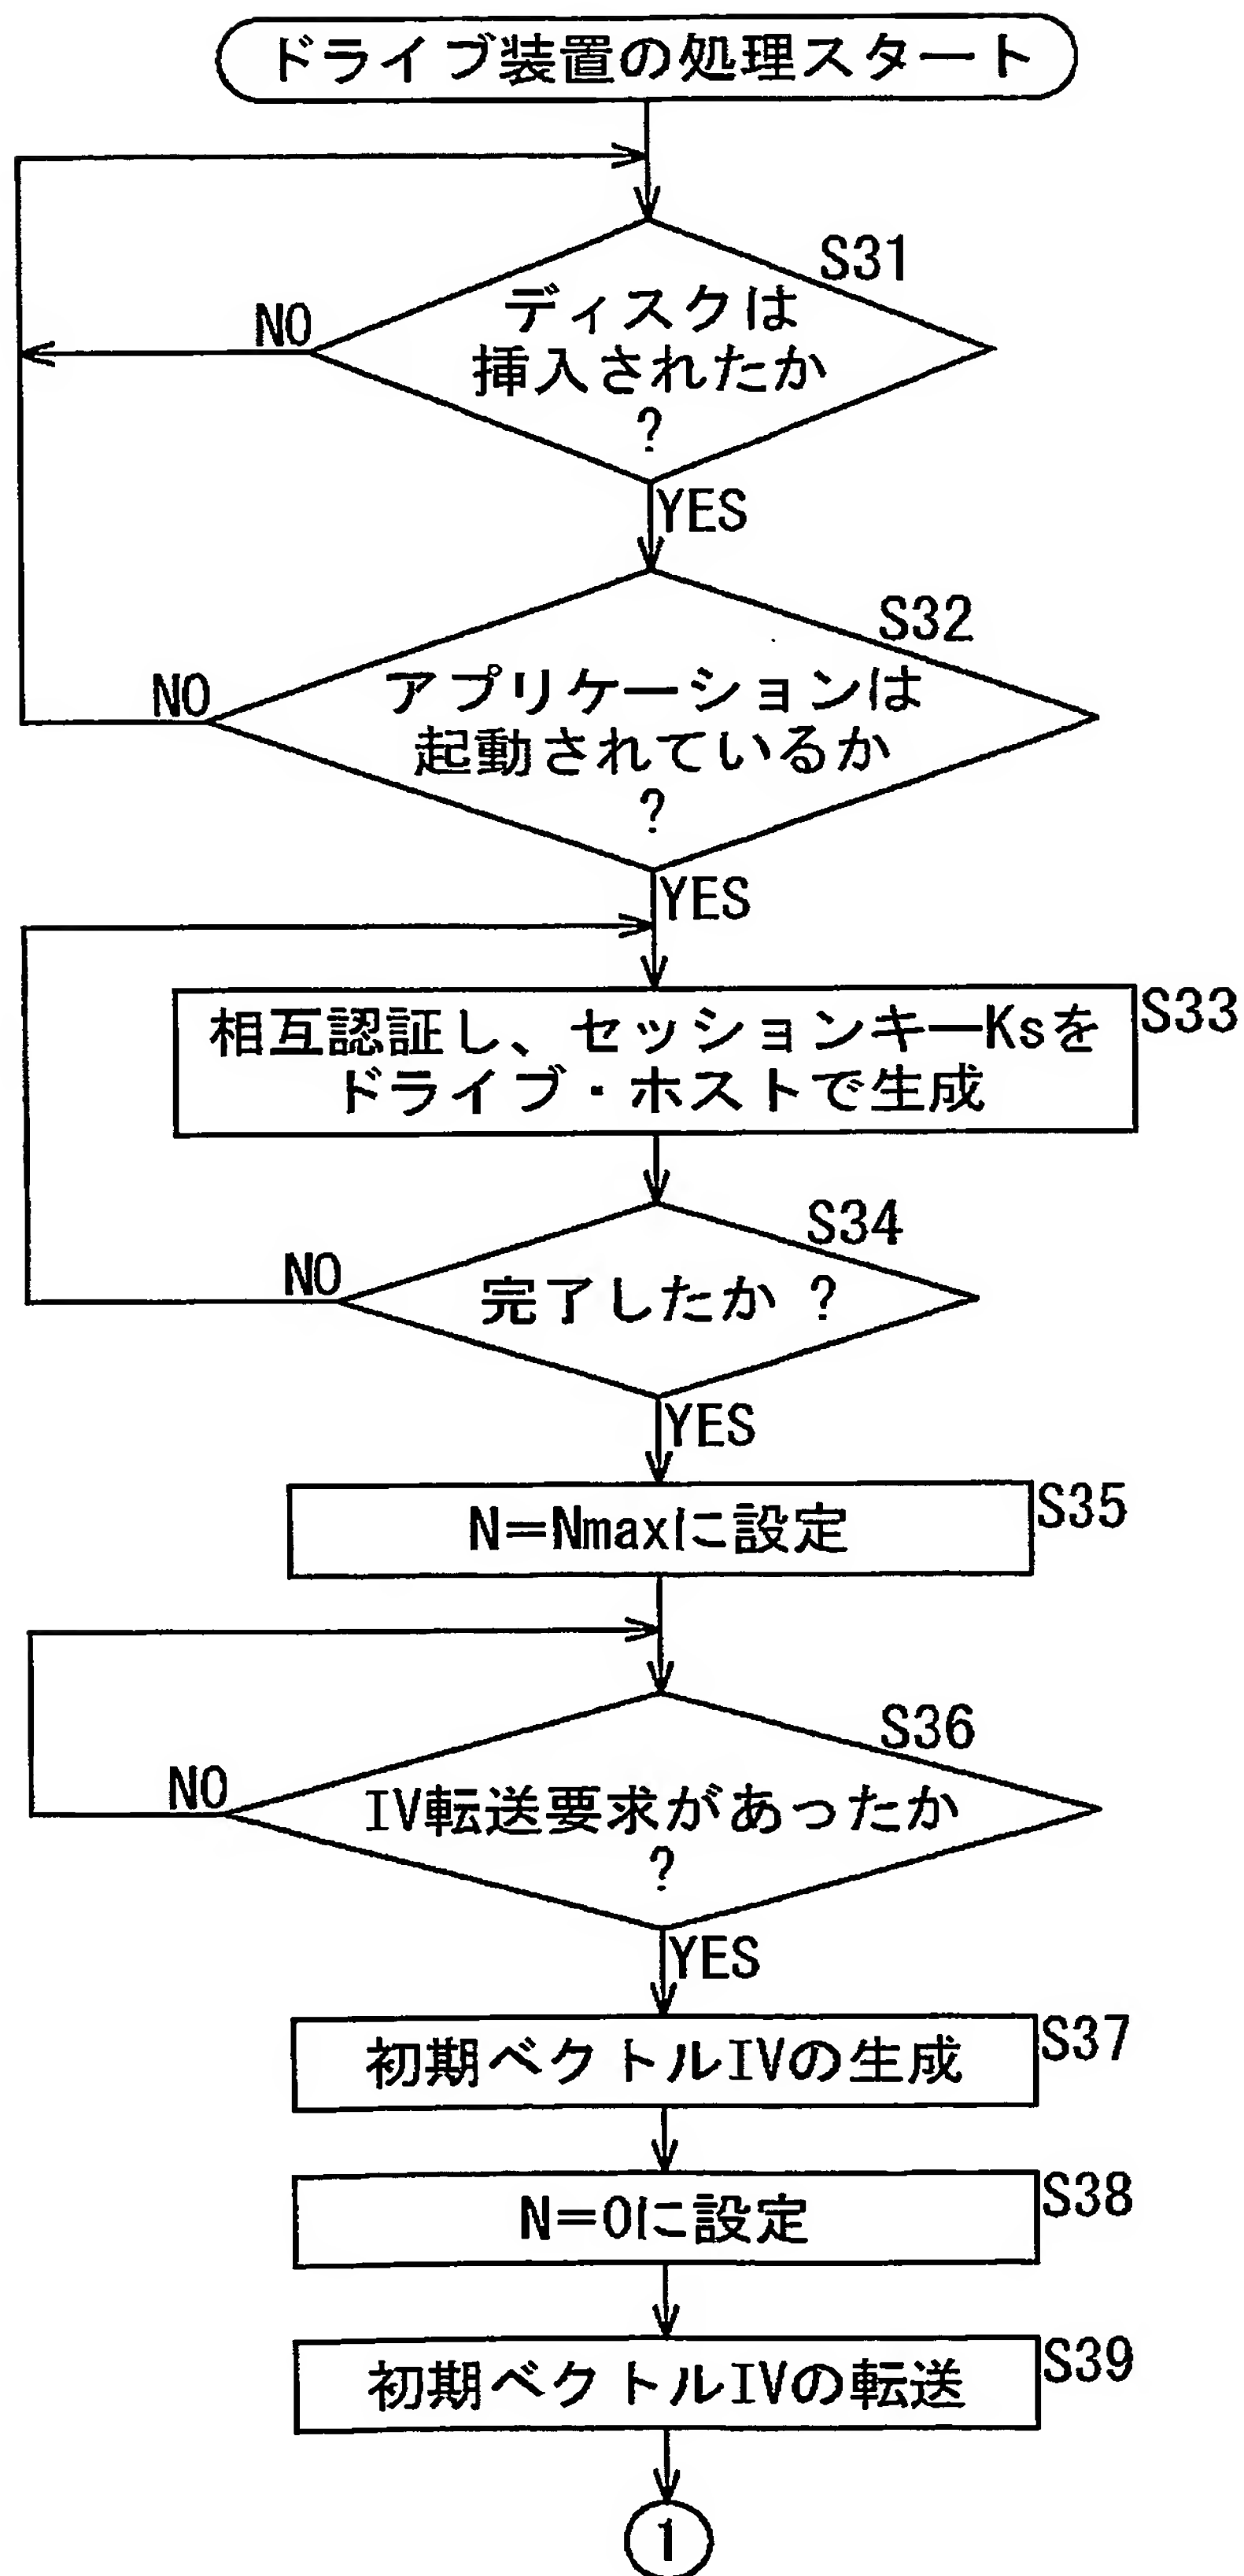 ドライブ装置の処理スタート
S31
ディスクは
挿入されたか
?
NO
YES
S32
アプリケーションは
起動されているか
?
NO
YES
S33
相互認証し、セッションキーKsを
ドライブ・ホストで生成
S34
完了したか ?
NO
YES
S35
N=Nmaxに設定
S36
IV転送要求があったか
?
NO
YES
S37
初期ベクトルIVの生成
S38
N=0に設定
S39
初期ベクトルIVの転送
1